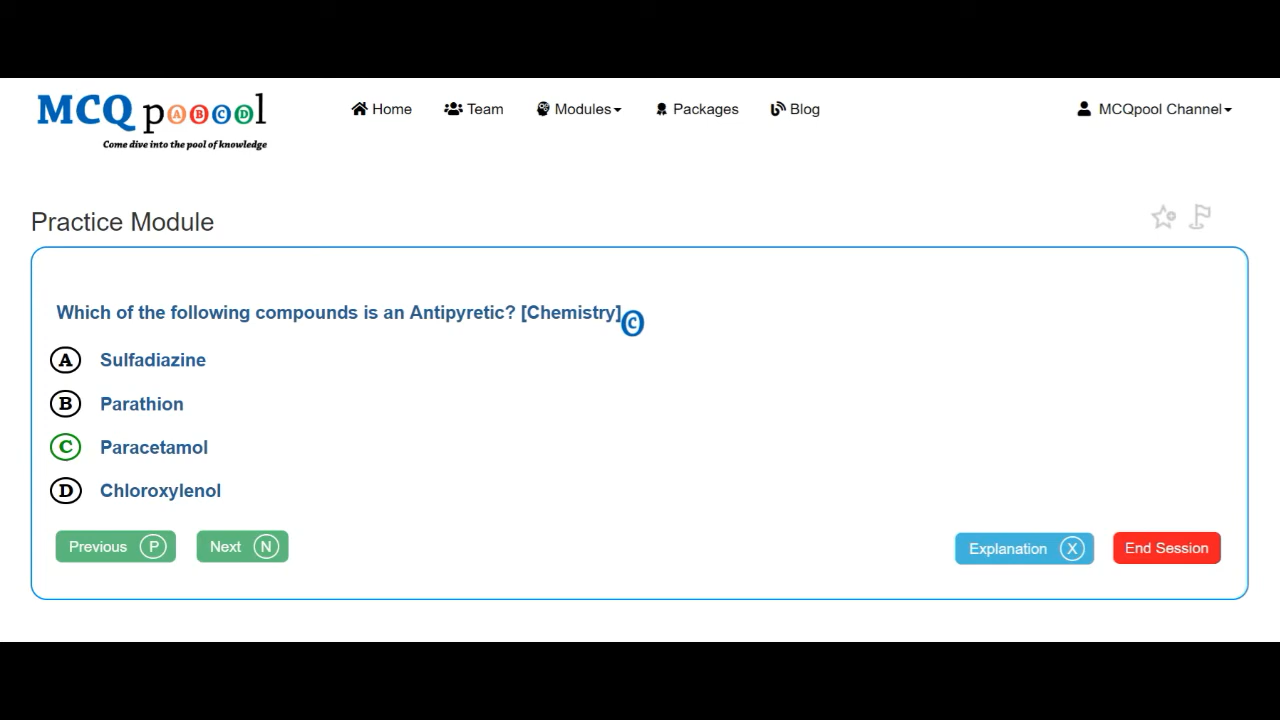 MCQ poool
A B C D
Come dive into the pool of knowledge
Home Team Modules Packages Blog MCQpool Channel
Practice Module
Which of the following compounds is an Antipyretic? [Chemistry] C
A Sulfadiazine
B Parathion
C Paracetamol
D Chloroxylenol
Previous P Next N Explanation X End Session